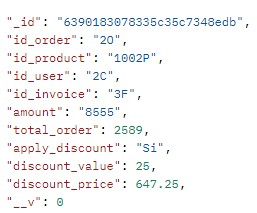 "_id": "6390183078335c35c7348edb",
"id_order": "2O",
"id_product": "1002P",
"id_user": "2C",
"id_invoice": "3F",
"amount": "8555",
"total_order": 2589,
"apply_discount": "Si",
"discount_value": 25,
"discount_price": 647.25,
"__v": 0